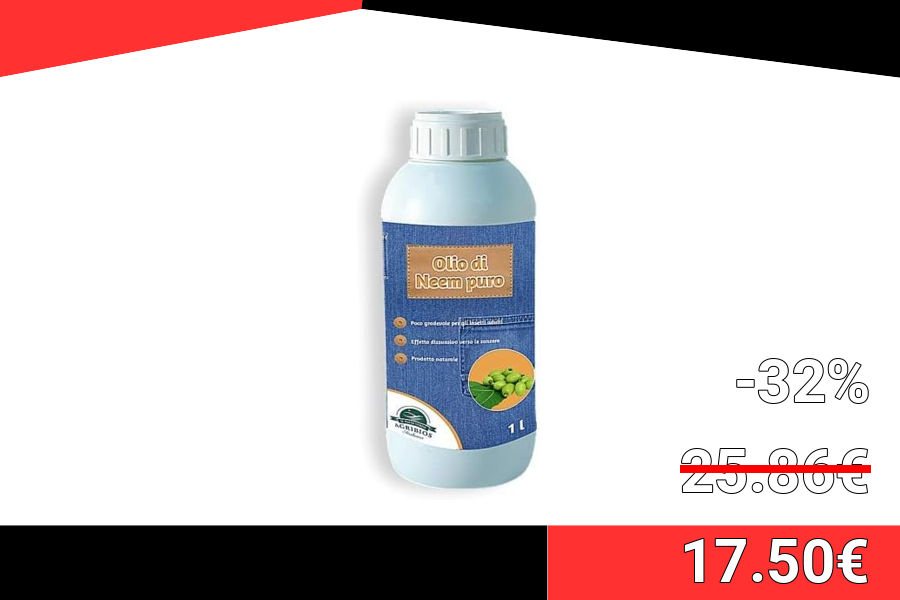 Olio di
Neem puro
Poco gradevole per gli insetti nocivi
Effetto dissuasivo verso le zanzare
Prodotto naturale
AGRIBIOS
Italiana
1 L
-32%
25.86€
17.50€